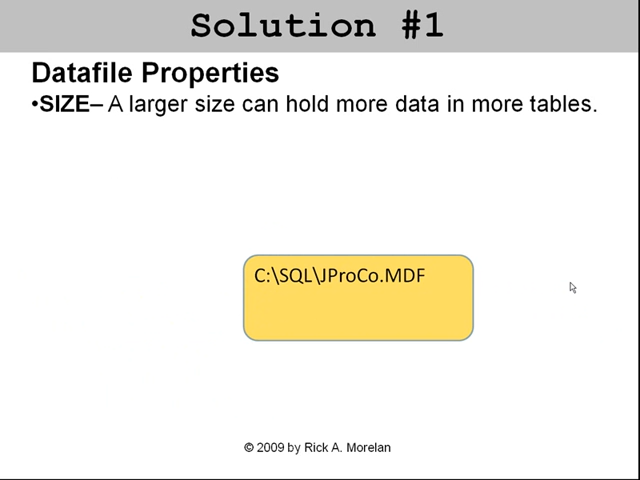 Solution #1
Datafile Properties
•SIZE– A larger size can hold more data in more tables.
C:\SQL\JProCo.MDF
© 2009 by Rick A. Morelan